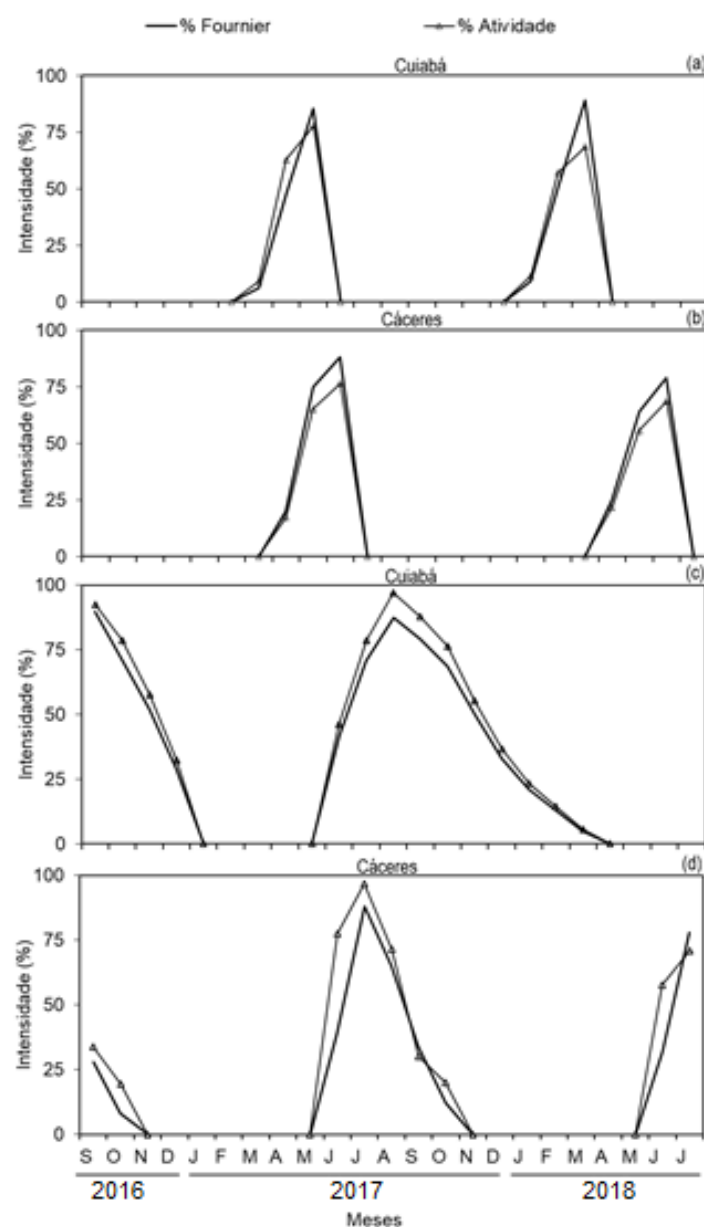 % Fournier % Atividade
Cuiabá (a)
Intensidade (%)
100
75
50
25
0
Cáceres (b)
Intensidade (%)
100
75
50
25
0
Cuiabá (c)
Intensidade (%)
100
75
50
25
0
Cáceres (d)
Intensidade (%)
100
75
50
25
0
S O N D J F M A M J J A S O N D J F M A M J J
2016 2017 2018
Meses